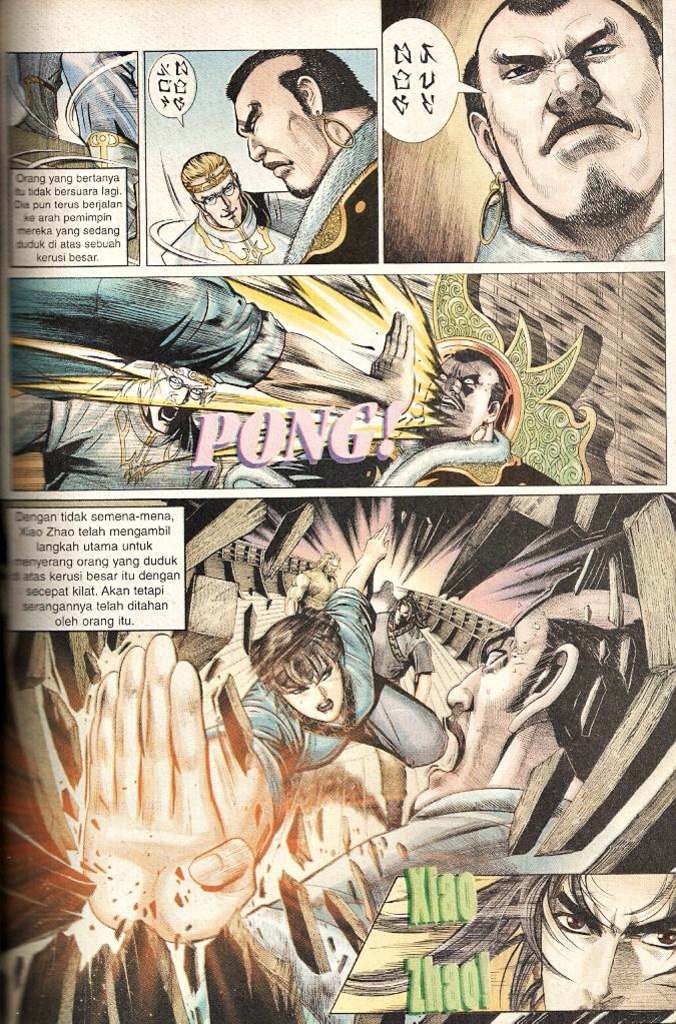 Orang yang bertanya
itu tidak bersuara lagi.
Dia pun terus berjalan
ke arah pemimpin
mereka yang sedang
duduk di atas sebuah
kerusi besar.
PONG!
Dengan tidak semena-mena,
Xiao Zhao telah mengambil
langkah utama untuk
menyerang orang yang duduk
di atas kerusi besar itu dengan
secepat kilat. Akan tetapi
serangannya telah ditahan
oleh orang itu.
Xiao
Zhao!